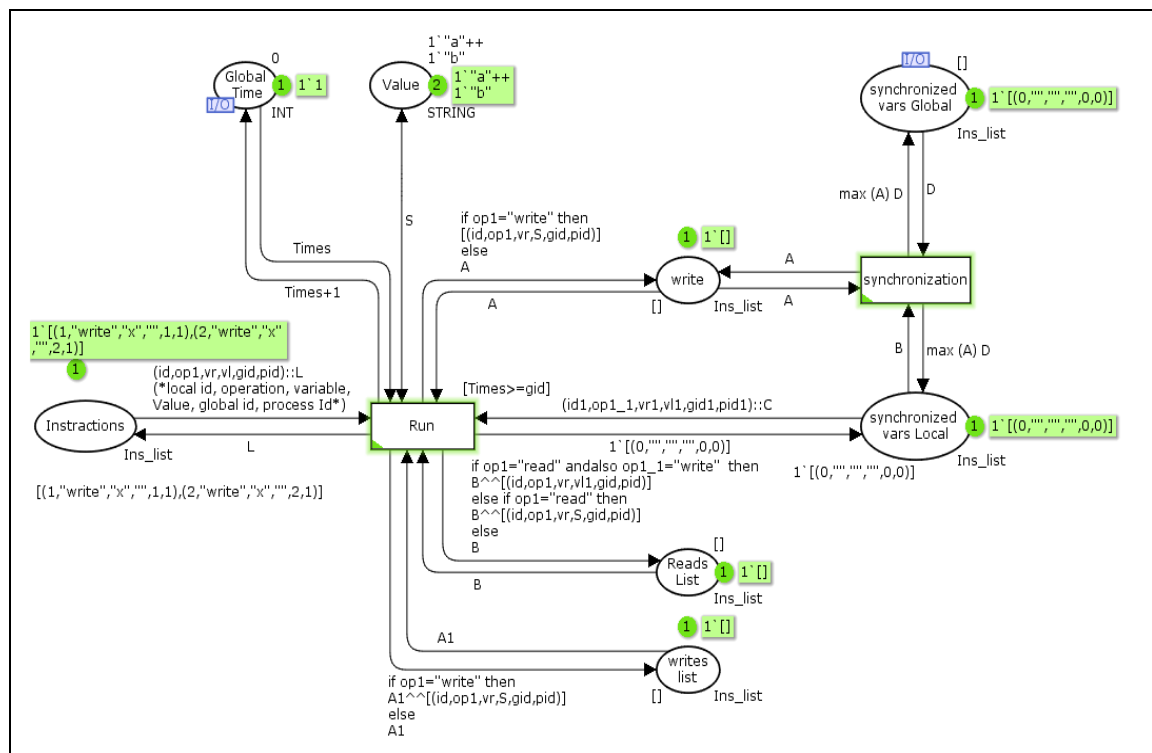 0
Global
Time
1
1`1
I/O
INT
1`"a"++
1`"b"
Value
2
1`"a"++
1`"b"
STRING
I/O
[]
synchronized
vars Global
1
1`[(0,"","","",0,0)]
Ins_list
max (A) D
D
S
if op1="write" then
[(id,op1,vr,S,gid,pid)]
else
A
1
1`[]
write
A
[]
Ins_list
A
A
synchronization
Times
Times+1
B
max (A) D
1`[(1,"write","x","",1,1),(2,"write","x"
,"",2,1)]
1
(id,op1,vr,vl,gid,pid)::L
(*local id, operation, variable,
Value, global id, process Id*)
[Times>=gid]
(id1,op1_1,vr1,vl1,gid1,pid1)::C
Instractions
Run
synchronized
vars Local
1
1`[(0,"","","",0,0)]
Ins_list
L
1`[(0,"","","",0,0)]
Ins_list
1`[(0,"","","",0,0)]
[(1,"write","x","",1,1),(2,"write","x","",2,1)]
if op1="read" andalso op1_1="write" then
B^^[(id,op1,vr,vl1,gid,pid)]
else if op1="read" then
B^^[(id,op1,vr,S,gid,pid)]
else
B
[]
Reads
List
1
1`[]
B
Ins_list
1
1`[]
A1
writes
list
if op1="write" then
A1^^[(id,op1,vr,S,gid,pid)]
else
A1
[]
Ins_list